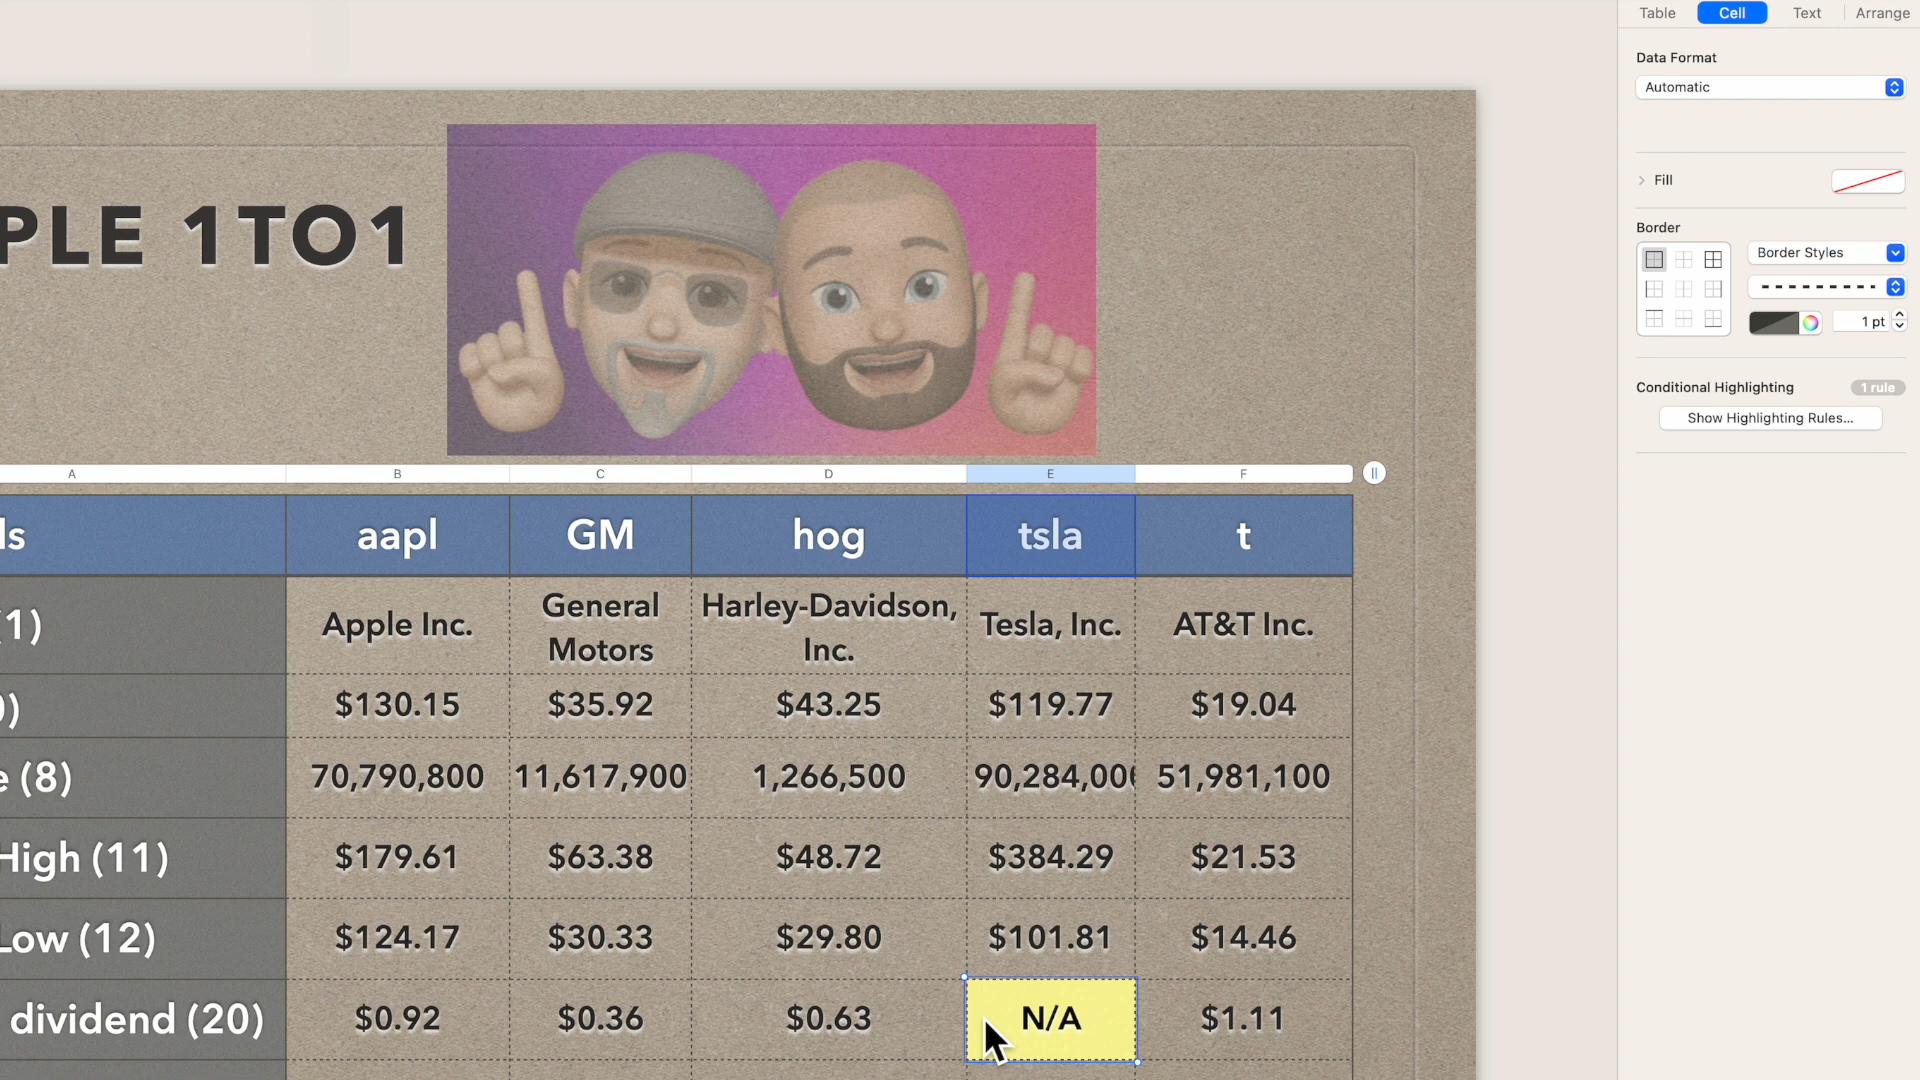 Table Cell Text Arrange
Data Format
Automatic
Fill
Border
Border Styles
1 pt
Conditional Highlighting 1 rule
Show Highlighting Rules...
PLE 1TO1
A B C D E F
ls aapl GM hog tsla t
(1) Apple Inc. General Motors Harley-Davidson, Inc. Tesla, Inc. AT&T Inc.
0) $130.15 $35.92 $43.25 $119.77 $19.04
e (8) 70,790,800 11,617,900 1,266,500 90,284,00 51,981,100
High (11) $179.61 $63.38 $48.72 $384.29 $21.53
Low (12) $124.17 $30.33 $29.80 $101.81 $14.46
dividend (20) $0.92 $0.36 $0.63 N/A $1.11